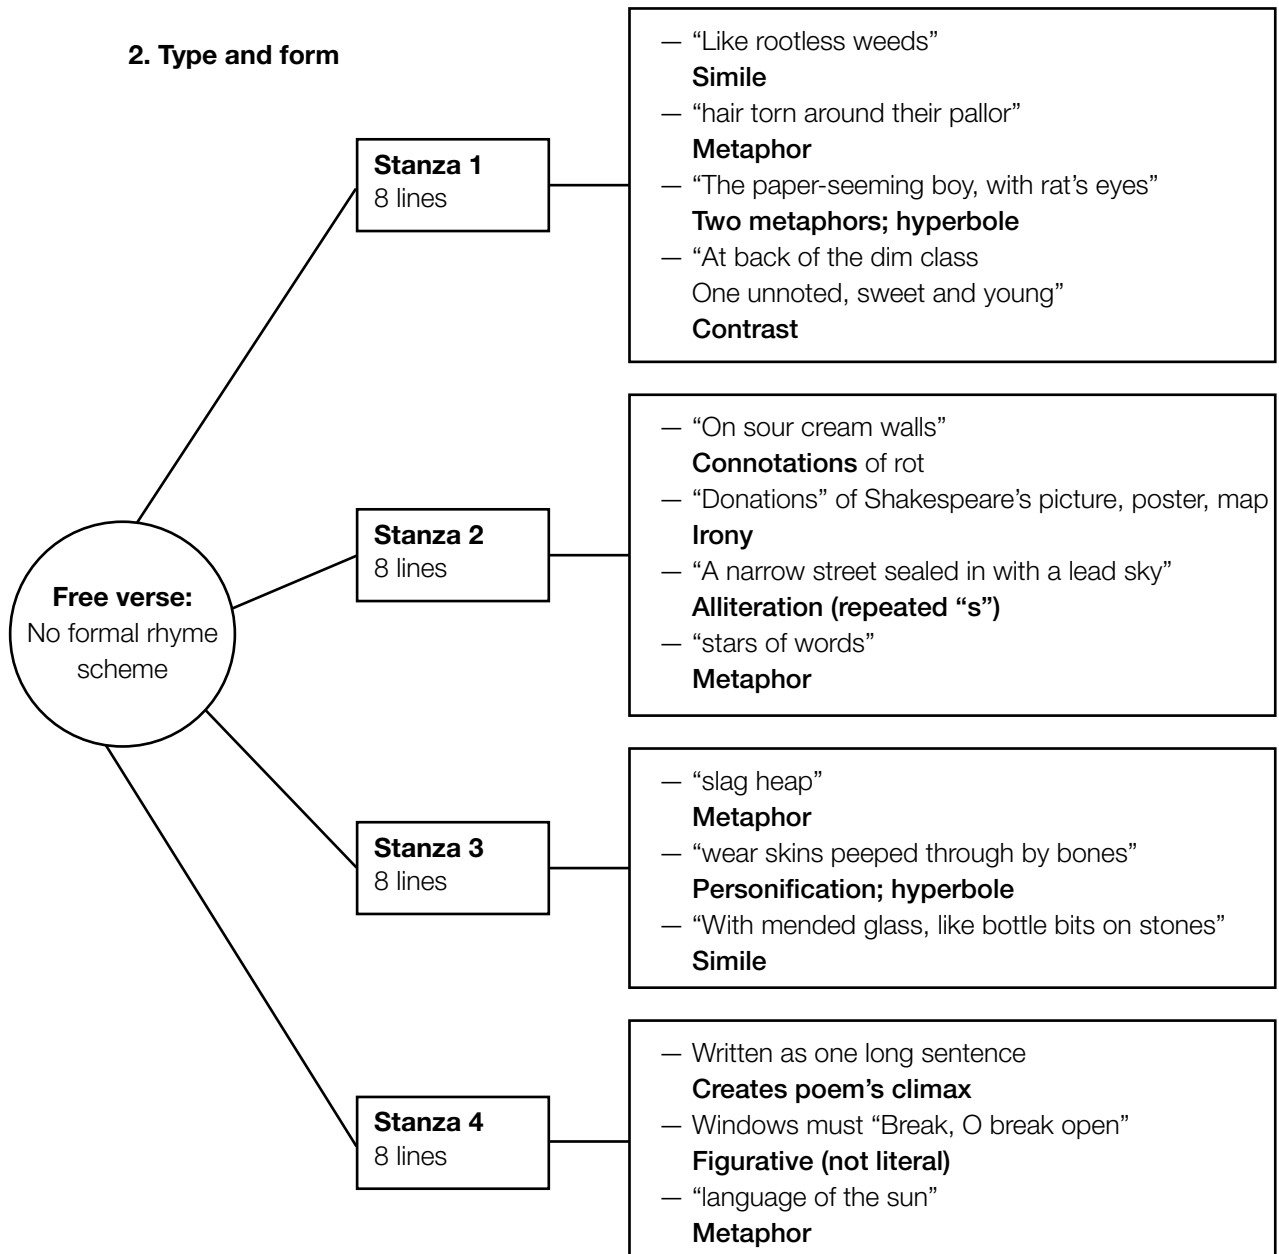 2. Type and form
Free verse:
No formal rhyme
scheme
Stanza 1
8 lines
— “Like rootless weeds”
Simile
— “hair torn around their pallor”
Metaphor
— “The paper-seeming boy, with rat’s eyes”
Two metaphors; hyperbole
— “At back of the dim class
One unnoted, sweet and young”
Contrast
Stanza 2
8 lines
— “On sour cream walls”
Connotations of rot
— “Donations” of Shakespeare’s picture, poster, map
Irony
— “A narrow street sealed in with a lead sky”
Alliteration (repeated “s”)
— “stars of words”
Metaphor
Stanza 3
8 lines
— “slag heap”
Metaphor
— “wear skins peeped through by bones”
Personification; hyperbole
— “With mended glass, like bottle bits on stones”
Simile
Stanza 4
8 lines
— Written as one long sentence
Creates poem’s climax
— Windows must “Break, O break open”
Figurative (not literal)
— “language of the sun”
Metaphor